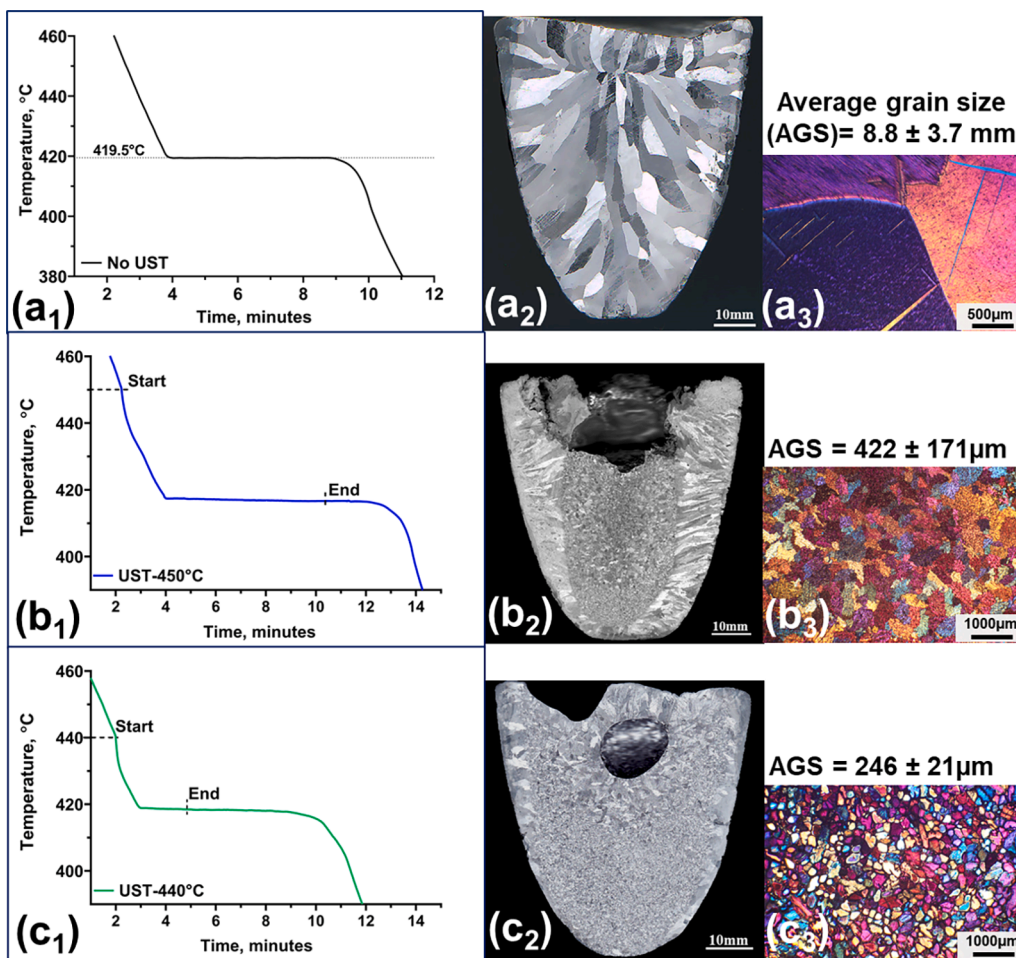 460
440
420
400
380
Temperature, °C
419.5°C
No UST
2
4
6
8
10
12
Time, minutes
(a1)
(a2)
10mm
Average grain size
(AGS)= 8.8 ± 3.7 mm
(a3)
500µm
460
440
420
400
Temperature, °C
Start
End
UST-450°C
2
4
6
8
10
12
14
Time, minutes
(b1)
(b2)
10mm
AGS = 422 ± 171µm
(b3)
1000µm
460
440
420
400
Temperature, °C
Start
End
UST-440°C
2
4
6
8
10
12
14
Time, minutes
(c1)
(c2)
10mm
AGS = 246 ± 21µm
(c3)
1000µm